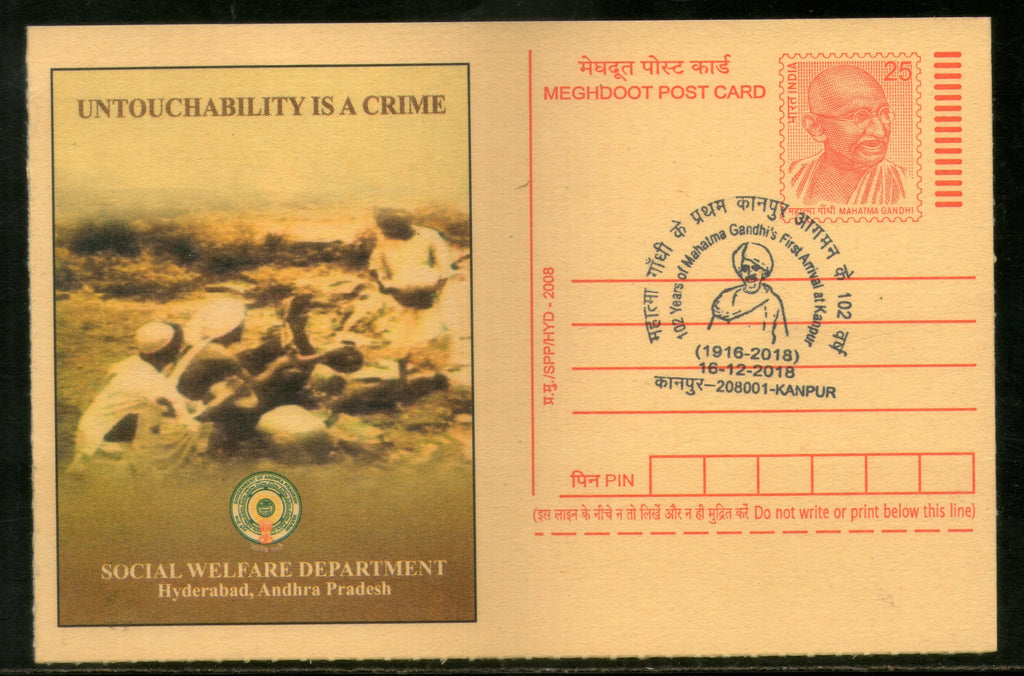 UNTOUCHABILITY IS A CRIME
SOCIAL WELFARE DEPARTMENT
Hyderabad, Andhra Pradesh
मेघदूत पोस्ट कार्ड
MEGHDOOT POST CARD
25
भारत INDIA
महात्मा गाँधी MAHATMA GANDHI
प्र.मु./SPP/HYD - 2008
महात्मा गाँधी के प्रथम कानपुर आगमन के 102 वर्ष
102 Years of Mahatma Gandhi's First Arrival at Kanpur
(1916-2018)
16-12-2018
कानपुर–208001-KANPUR
पिन PIN
(इस लाइन के नीचे न तो लिखें और न ही मुद्रित करें Do not write or print below this line)